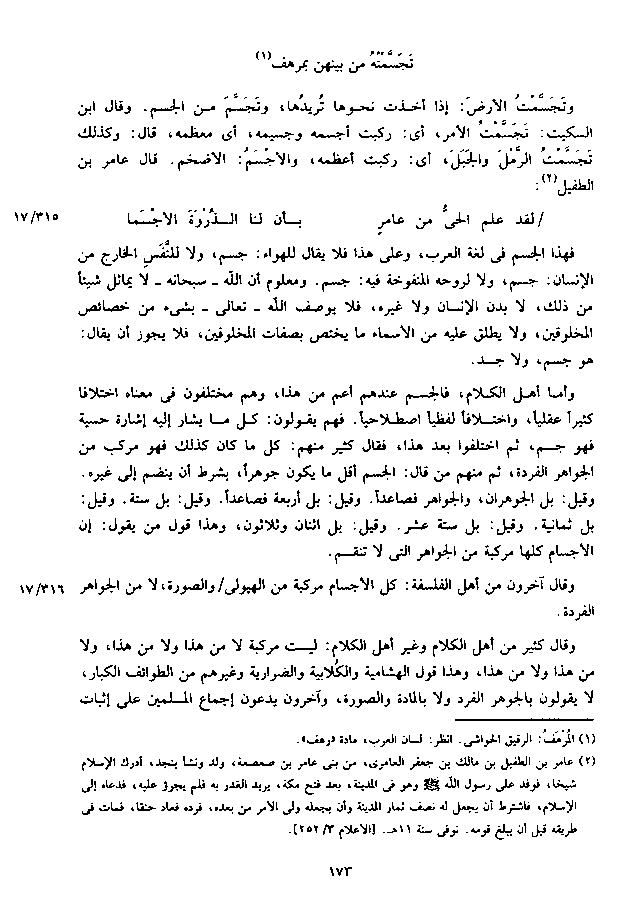 تَجَسَّمْتُهُ من بينهن بمرهف(١)
وتَجَسَّمْتُ الأرضَ: إذا أخذت نحوها تُريدُها، وتَجَسَّمَ من الجسم. وقال ابن
السكيت: تَجَسَّمْتُ الأمر، أى: ركبت أجسمه وجسيمه، أى معظمه، قال: وكذلك
تَجَسَّمْتُ الرَّمْلَ والجَبَلَ، أى: ركبت أعظمه، والأجْسَمُ: الأضخم. قال عامر بن
الطفيل(٢):
١٧/٣١٥ /لقد علم الحىُّ من عامرٍ بأن لنا الذُّرْوَةَ الأجْسَما
فهذا الجسم فى لغة العرب، وعلى هذا فلا يقال للهواء: جسم، ولا للنَّفَسِ الخارج من
الإنسان: جسم، ولا لروحه المنفوخة فيه: جسم. ومعلوم أن الله ـ سبحانه ـ لا يماثل شيئاً
من ذلك، لا بدن الإنسان ولا غيره، فلا يوصف الله ـ تعالى ـ بشىء من خصائص
المخلوقين، ولا يطلق عليه من الأسماء ما يختص بصفات المخلوقين، فلا يجوز أن يقال:
هو جسم، ولا جسد.
وأما أهل الكلام، فالجسم عندهم أعم من هذا، وهم مختلفون فى معناه اختلافا
كثيراً عقلياً، واختلافاً لفظياً اصطلاحياً. فهم يقولون: كل ما يشار إليه إشارة حسية
فهو جسم، ثم اختلفوا بعد هذا، فقال كثير منهم: كل ما كان كذلك فهو مركب من
الجواهر الفردة، ثم منهم من قال: الجسم أقل ما يكون جوهراً، بشرط أن ينضم إلى غيره.
وقيل: بل الجوهران، والجواهر فصاعداً. وقيل: بل أربعة فصاعداً. وقيل: بل ستة. وقيل:
بل ثمانية. وقيل: بل ستة عشر. وقيل: بل اثنان وثلاثون، وهذا قول من يقول: إن
الأجسام كلها مركبة من الجواهر التى لا تنقسم.
١٧/٣١٦ وقال آخرون من أهل الفلسفة: كل الأجسام مركبة من الهيولى/ والصورة، لا من الجواهر
الفردة.
وقال كثير من أهل الكلام وغير أهل الكلام: ليست مركبة لا من هذا ولا من هذا، ولا
من هذا ولا من هذا، وهذا قول الهشامية والكُلابية والضرارية وغيرهم من الطوائف الكبار،
لا يقولون بالجوهر الفرد ولا بالمادة والصورة، وآخرون يدعون إجماع المسلمين على إثبات
(١) المُرْهَفُ: الرقيق الحواشى. انظر: لسان العرب، مادة «رهف».
(٢) عامر بن الطفيل بن مالك بن جعفر العامرى، من بنى عامر بن صعصعة، ولد ونشأ بنجد، أدرك الإسلام
شيخا، فوفد على رسول الله ﷺ وهو فى المدينة، بعد فتح مكة، يريد الغدر به فلم يجرؤ عليه، فدعاه إلى
الإسلام، فاشترط أن يجعل له نصف ثمار المدينة وأن يجعله ولى الأمر من بعده، فرده فعاد حنقا، فمات فى
طريقه قبل أن يبلغ قومه. توفى سنة ١١هـ. [الأعلام ٣/ ٢٥٢].
١٧٣